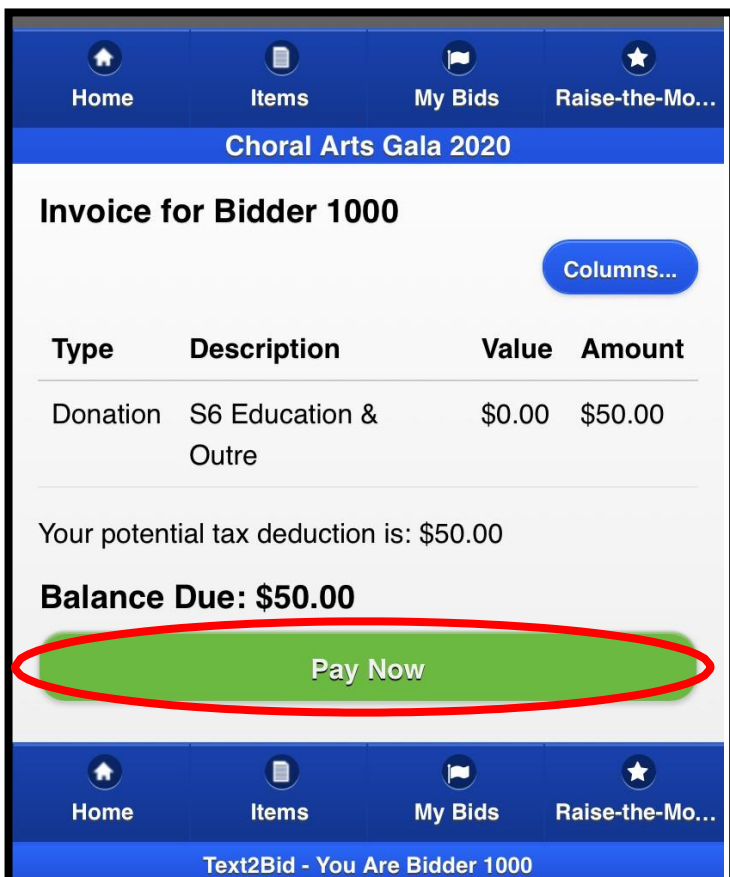 Home Items My Bids Raise-the-Mo...
Choral Arts Gala 2020
Invoice for Bidder 1000
Columns...
Type Description Value Amount
Donation S6 Education & $0.00 $50.00
Outre
Your potential tax deduction is: $50.00
Balance Due: $50.00
Pay Now
Home Items My Bids Raise-the-Mo...
Text2Bid - You Are Bidder 1000